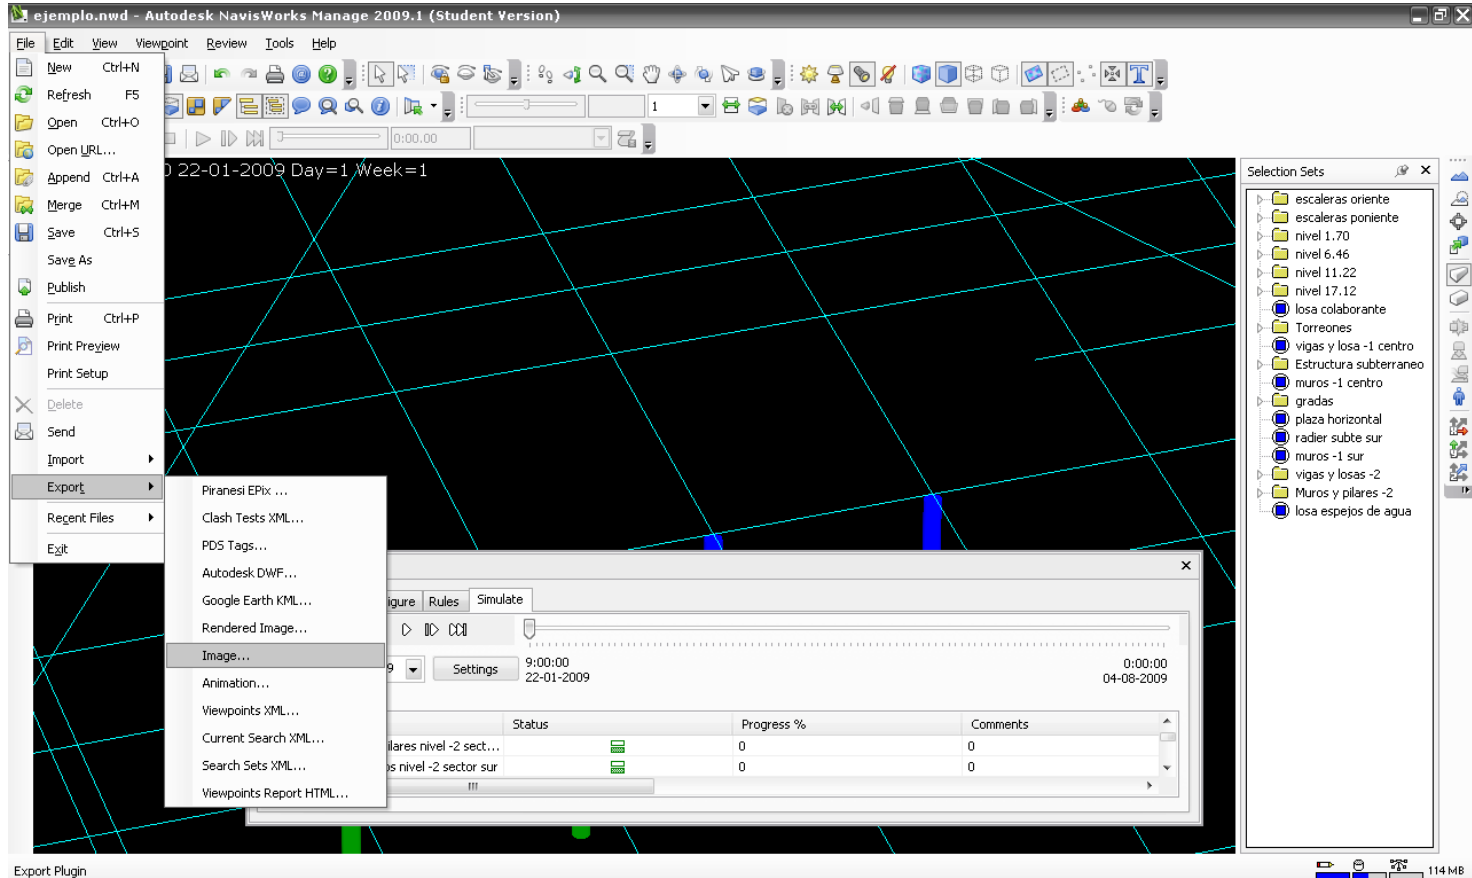 ejemplo.nwd - Autodesk NavisWorks Manage 2009.1 (Student Version)
File Edit View Viewpoint Review Tools Help
New Ctrl+N
Refresh F5
Open Ctrl+O
Open URL...
Append Ctrl+A
Merge Ctrl+M
Save Ctrl+S
Save As
Publish
Print Ctrl+P
Print Preview
Print Setup
Delete
Send
Import
Export
Recent Files
Exit
1
0:00.00
0 22-01-2009 Day=1 Week=1
Piranesi EPix ...
Clash Tests XML...
PDS Tags...
Autodesk DWF...
Google Earth KML...
Rendered Image...
Image...
Animation...
Viewpoints XML...
Current Search XML...
Search Sets XML...
Viewpoints Report HTML...
igure Rules Simulate
9 Settings
9:00:00 0:00:00
22-01-2009 04-08-2009
Status Progress % Comments
ilares nivel -2 sect... 0 0
os nivel -2 sector sur 0 0
Selection Sets
escaleras oriente
escaleras poniente
nivel 1.70
nivel 6.46
nivel 11.22
nivel 17.12
losa colaborante
Torreones
vigas y losa -1 centro
Estructura subterraneo
muros -1 centro
gradas
plaza horizontal
radier subte sur
muros -1 sur
vigas y losas -2
Muros y pilares -2
losa espejos de agua
Export Plugin
114 MB